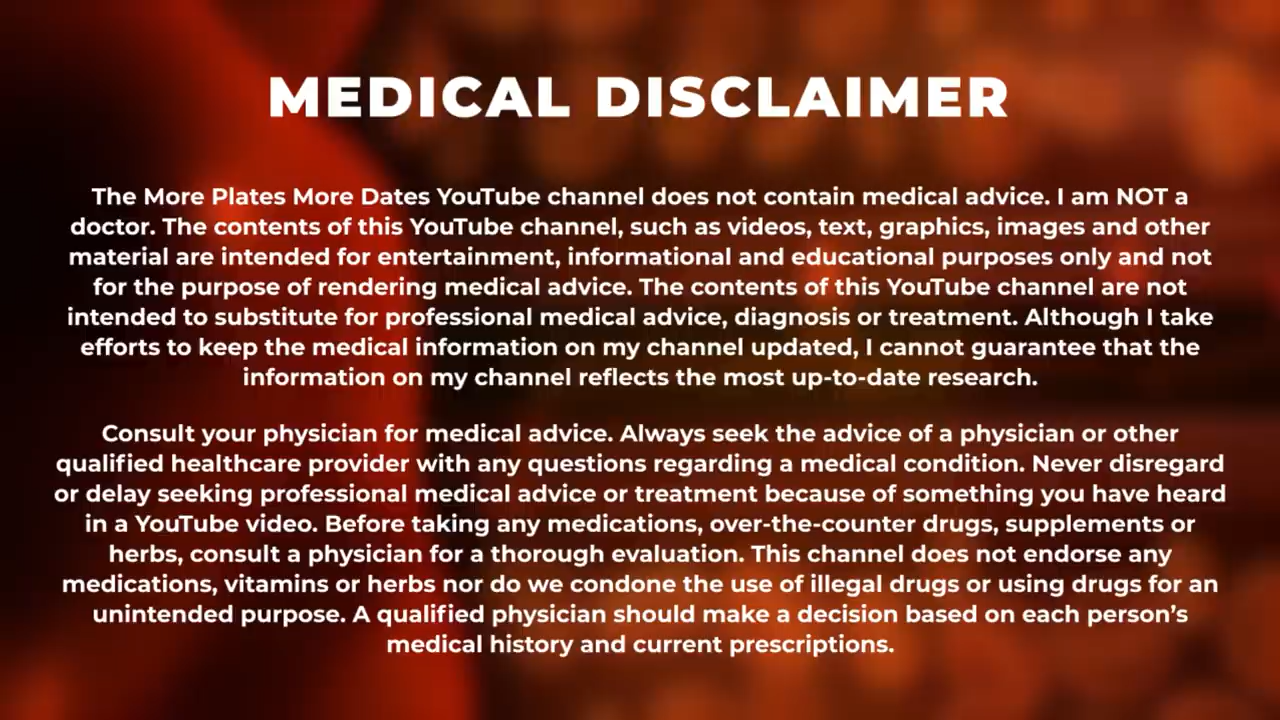 MEDICAL DISCLAIMER
The More Plates More Dates YouTube channel does not contain medical advice. I am NOT a
doctor. The contents of this YouTube channel, such as videos, text, graphics, images and other
material are intended for entertainment, informational and educational purposes only and not
for the purpose of rendering medical advice. The contents of this YouTube channel are not
intended to substitute for professional medical advice, diagnosis or treatment. Although I take
efforts to keep the medical information on my channel updated, I cannot guarantee that the
information on my channel reflects the most up-to-date research.
Consult your physician for medical advice. Always seek the advice of a physician or other
qualified healthcare provider with any questions regarding a medical condition. Never disregard
or delay seeking professional medical advice or treatment because of something you have heard
in a YouTube video. Before taking any medications, over-the-counter drugs, supplements or
herbs, consult a physician for a thorough evaluation. This channel does not endorse any
medications, vitamins or herbs nor do we condone the use of illegal drugs or using drugs for an
unintended purpose. A qualified physician should make a decision based on each person’s
medical history and current prescriptions.